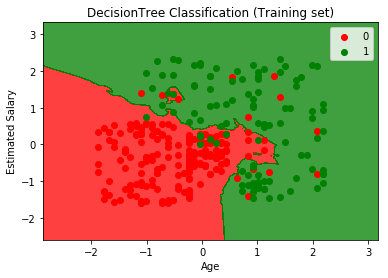 DecisionTree Classification (Training set)
0
1
3
2
1
0
−1
−2
Estimated Salary
−2 −1 0 1 2 3
Age